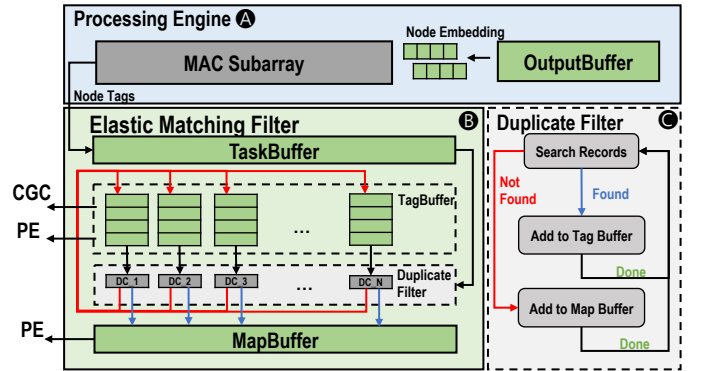 Processing Engine A
MAC Subarray
Node Embedding
OutputBuffer
Node Tags
Elastic Matching Filter
B
TaskBuffer
CGC
PE
TagBuffer
...
DC_1
DC_2
DC_3
...
DC_N
Duplicate
Filter
PE
MapBuffer
Duplicate Filter
C
Search Records
Not
Found
Found
Add to Tag Buffer
Done
Add to Map Buffer
Done